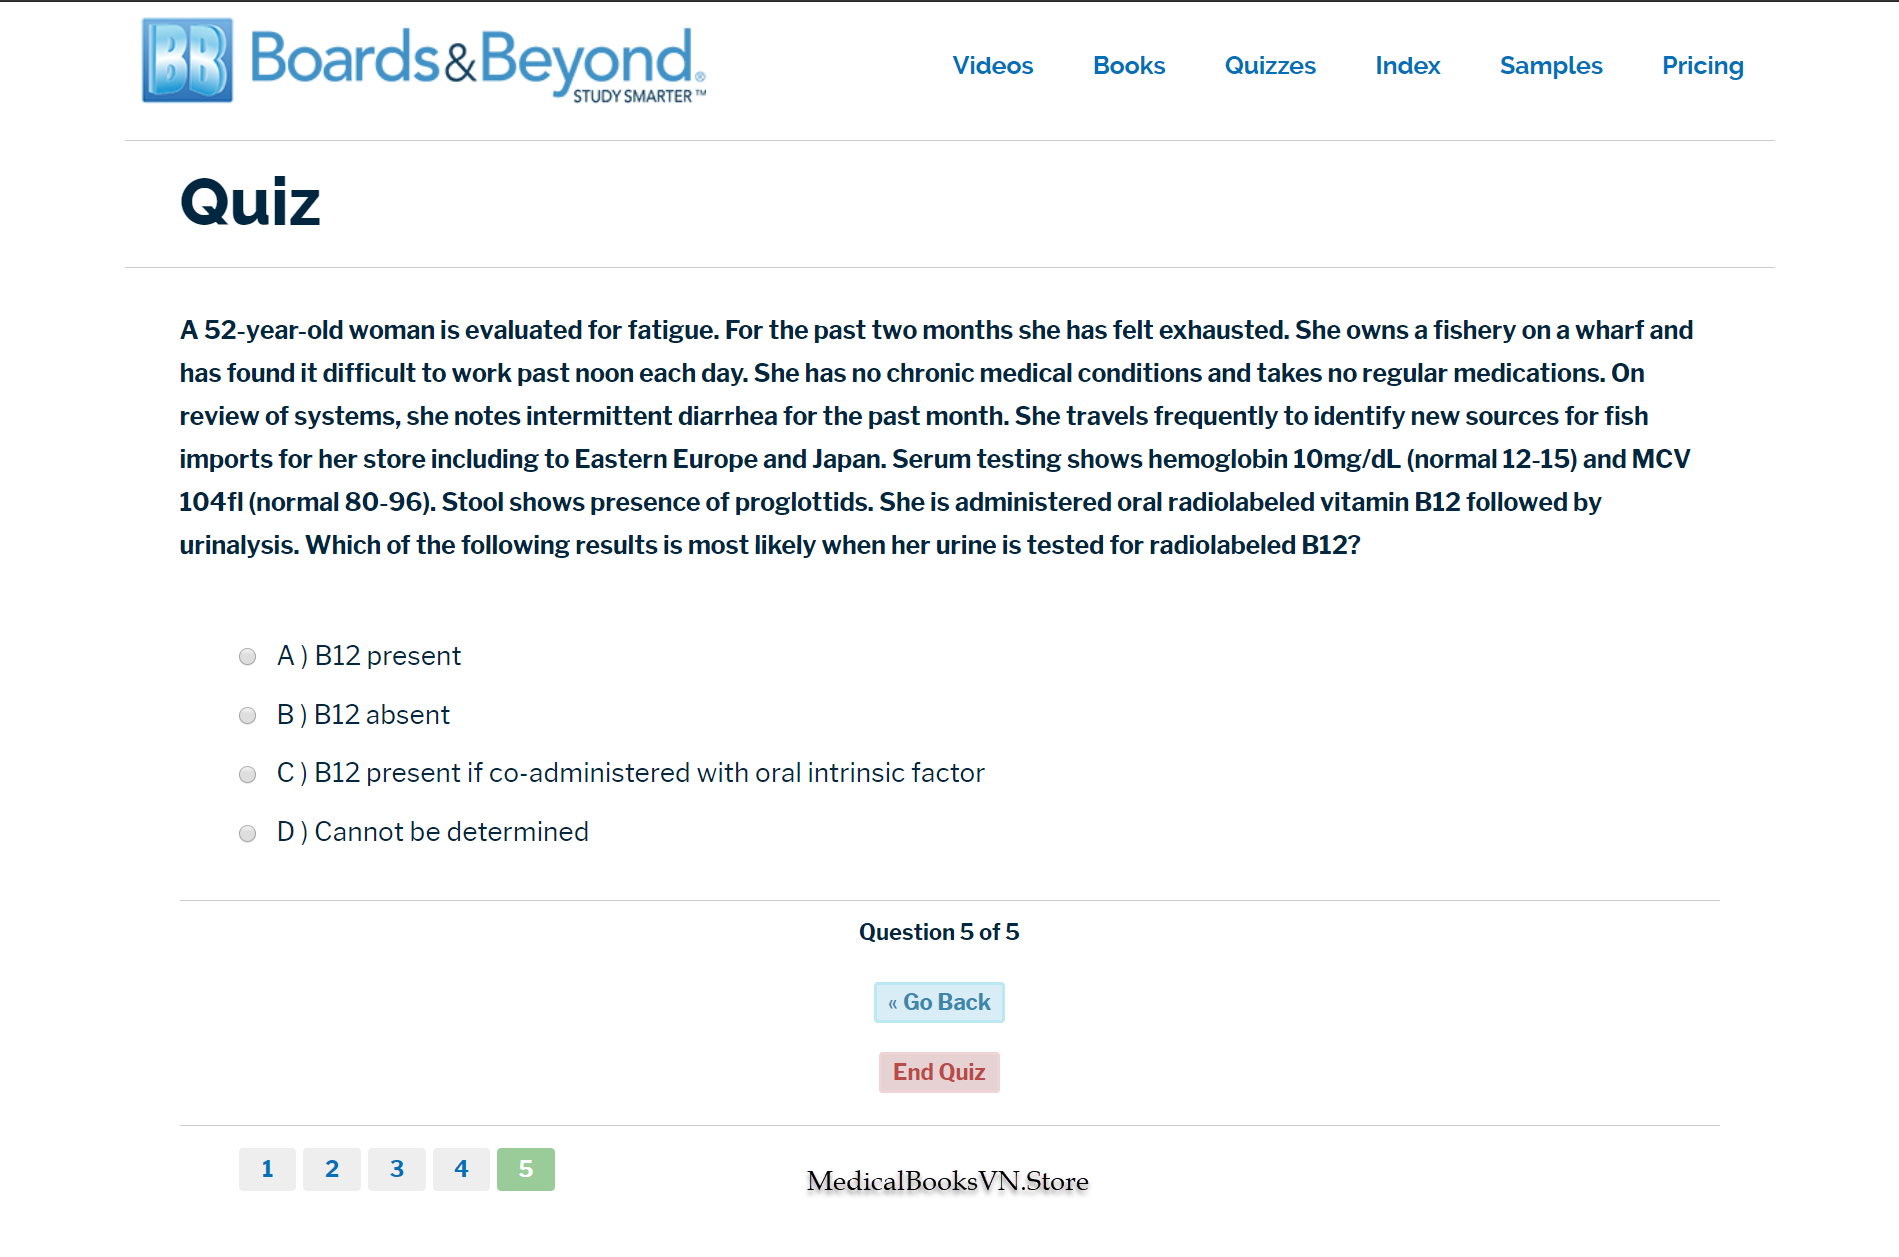 BB Boards&Beyond®
STUDY SMARTER™
Videos Books Quizzes Index Samples Pricing
Quiz
A 52-year-old woman is evaluated for fatigue. For the past two months she has felt exhausted. She owns a fishery on a wharf and
has found it difficult to work past noon each day. She has no chronic medical conditions and takes no regular medications. On
review of systems, she notes intermittent diarrhea for the past month. She travels frequently to identify new sources for fish
imports for her store including to Eastern Europe and Japan. Serum testing shows hemoglobin 10mg/dL (normal 12-15) and MCV
104fl (normal 80-96). Stool shows presence of proglottids. She is administered oral radiolabeled vitamin B12 followed by
urinalysis. Which of the following results is most likely when her urine is tested for radiolabeled B12?
A ) B12 present
B ) B12 absent
C ) B12 present if co-administered with oral intrinsic factor
D ) Cannot be determined
Question 5 of 5
« Go Back
End Quiz
1 2 3 4 5
MedicalBooksVN.Store